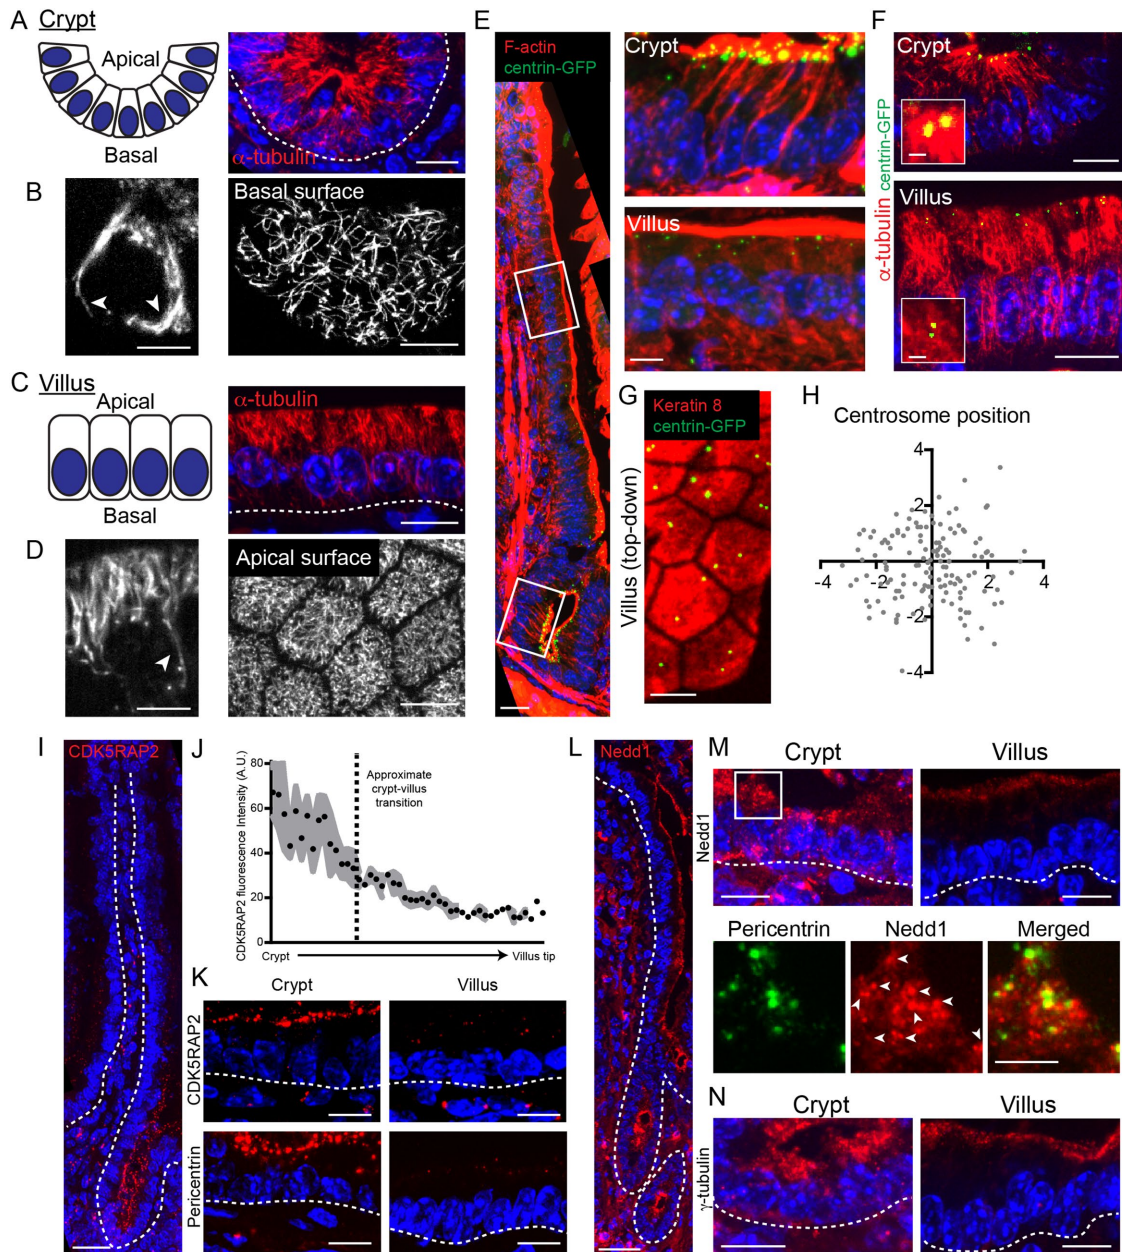 A
Crypt
Apical
Basal
α-tubulin
B
Basal surface
C
Villus
Apical
Basal
α-tubulin
D
Apical surface
E
F-actin
centrin-GFP
Crypt
Villus
F
α-tubulin centrin-GFP
Crypt
Villus
G
Villus (top-down)
Keratin 8
centrin-GFP
H
Centrosome position
4
2
-4
-2
2
4
-2
-4
I
CDK5RAP2
J
CDK5RAP2 fluorescence Intensity (A.U.)
80
60
40
20
0
Approximate
crypt-villus
transition
Crypt
Villus tip
K
Crypt
Villus
CDK5RAP2
Pericentrin
L
Nedd1
M
Crypt
Villus
Nedd1
Pericentrin
Nedd1
Merged
N
Crypt
Villus
γ-tubulin